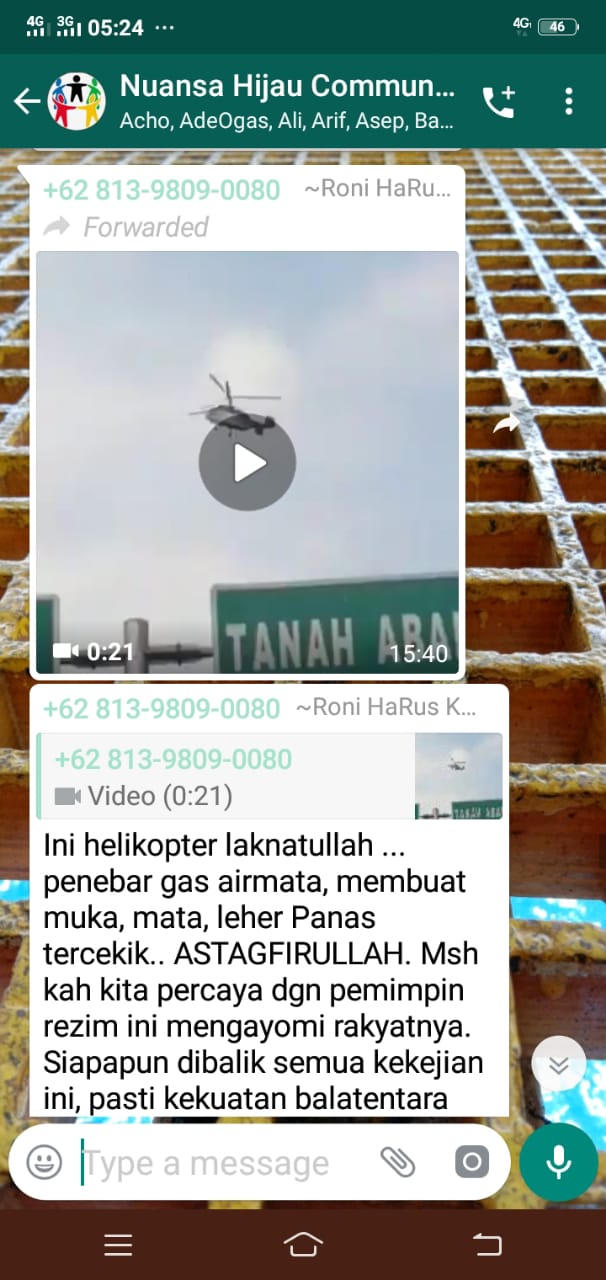 4G 3G 05:24 ... 4G 46
Nuansa Hijau Commun...
Acho, AdeOgas, Ali, Arif, Asep, Ba...
+62 813-9809-0080 ~Roni HaRu...
Forwarded
TANAH ABA
0:21 15:40
+62 813-9809-0080 ~Roni HaRus K...
+62 813-9809-0080
Video (0:21)
Ini helikopter laknatullah ...
penebar gas airmata, membuat
muka, mata, leher Panas
tercekik.. ASTAGFIRULLAH. Msh
kah kita percaya dgn pemimpin
rezim ini mengayomi rakyatnya.
Siapapun dibalik semua kekejian
ini, pasti kekuatan balatentara
Type a message